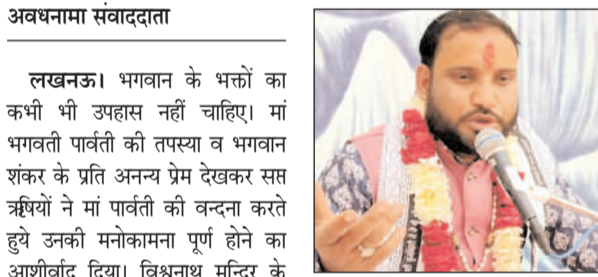 अवधनामा संवाददाता
लखनऊ। भगवान के भक्तों का
कभी भी उपहास नहीं चाहिए। मां
भगवती पार्वती की तपस्या व भगवान
शंकर के प्रति अनन्य प्रेम देखकर सप्त
ऋषियों ने मां पार्वती की वन्दना करते
हुये उनकी मनोकामना पूर्ण होने का
आशीर्वाद दिया। विश्वनाथ मन्दिर के